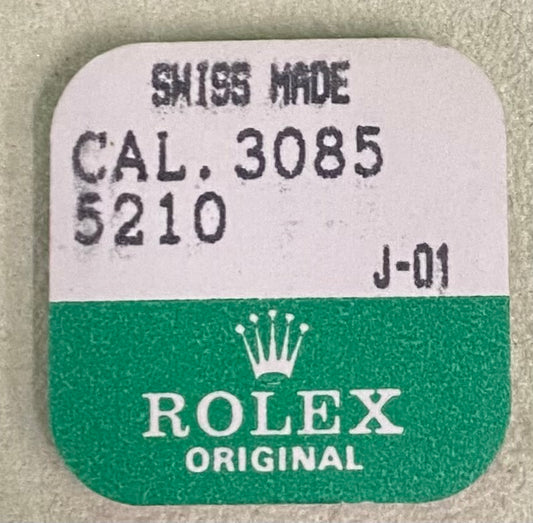 SWISS MADE
CAL. 3085
5210
J-01
ROLEX
ORIGINAL